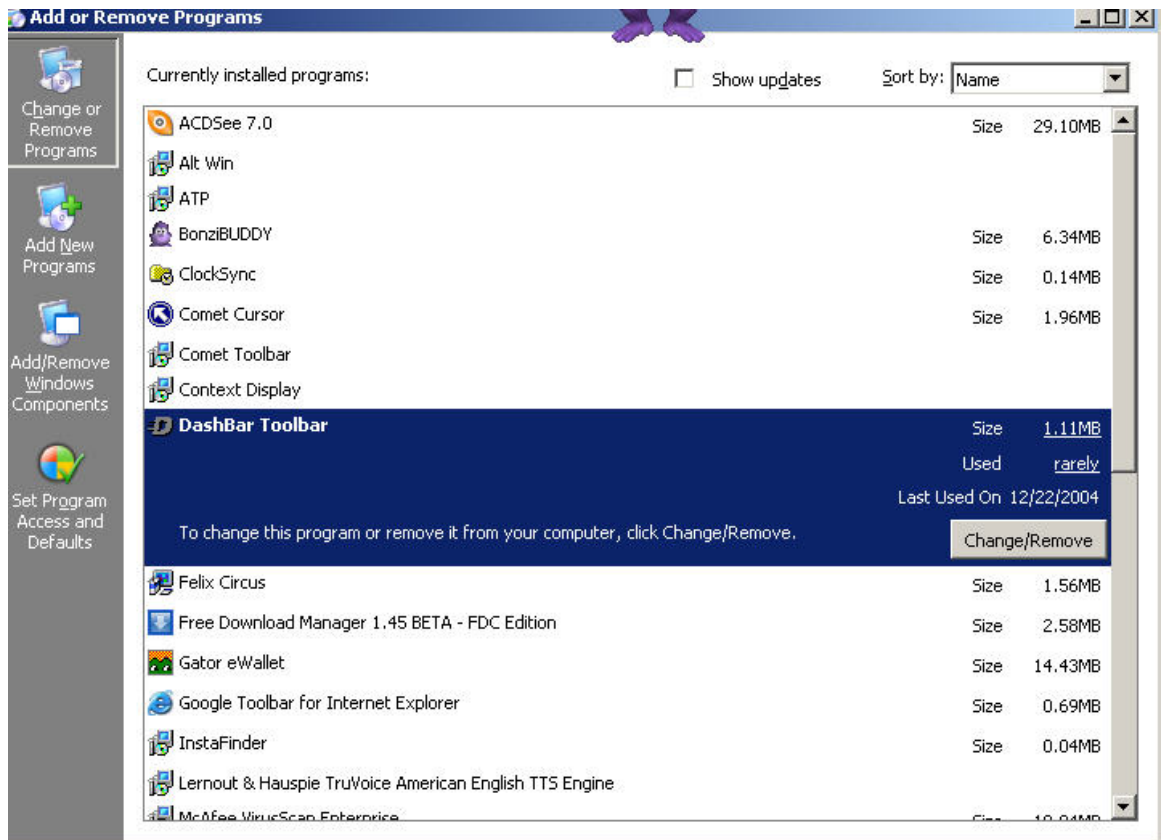 Add or Remove Programs
Currently installed programs:
Show updates
Sort by: Name
Change or
Remove
Programs
Add New
Programs
Add/Remove
Windows
Components
Set Program
Access and
Defaults
ACDSee 7.0 Size 29.10MB
Alt Win
ATP
BonziBUDDY Size 6.34MB
ClockSync Size 0.14MB
Comet Cursor Size 1.96MB
Comet Toolbar
Context Display
DashBar Toolbar Size 1.11MB
Used rarely
Last Used On 12/22/2004
To change this program or remove it from your computer, click Change/Remove.
Change/Remove
Felix Circus Size 1.56MB
Free Download Manager 1.45 BETA - FDC Edition Size 2.58MB
Gator eWallet Size 14.43MB
Google Toolbar for Internet Explorer Size 0.69MB
InstaFinder Size 0.04MB
Lernout & Hauspie TruVoice American English TTS Engine
McAfee VirusScan Enterprise Size